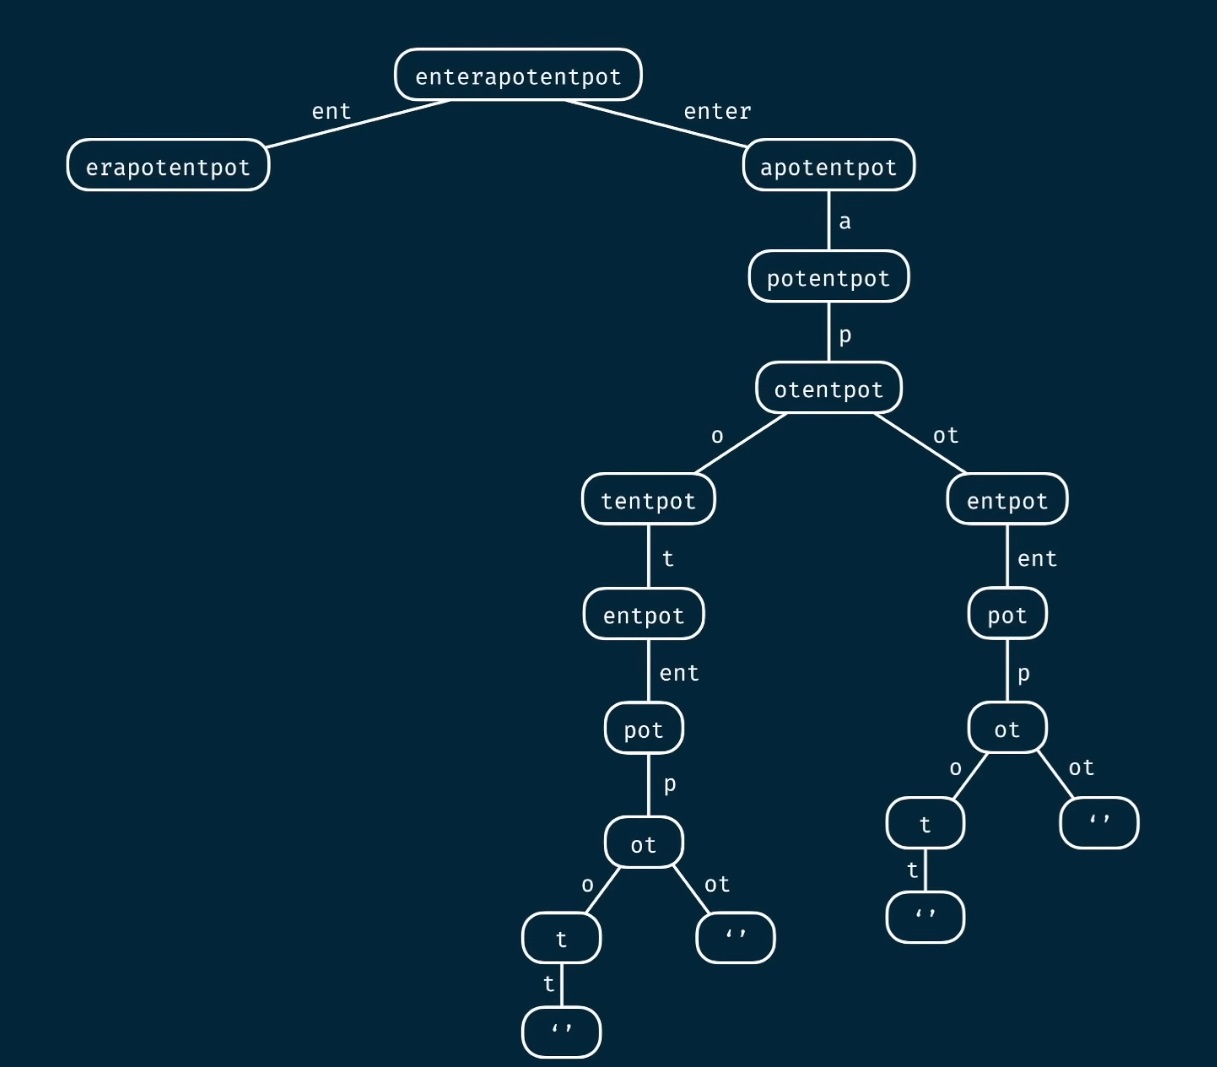 enterapotentpot
ent
enter
erapotentpot
apotentpot
a
potentpot
p
otentpot
o
ot
tentpot
entpot
t
ent
entpot
pot
ent
p
pot
ot
p
o
ot
ot
t
‘’
o
ot
t
t
‘’
‘’
t
‘’